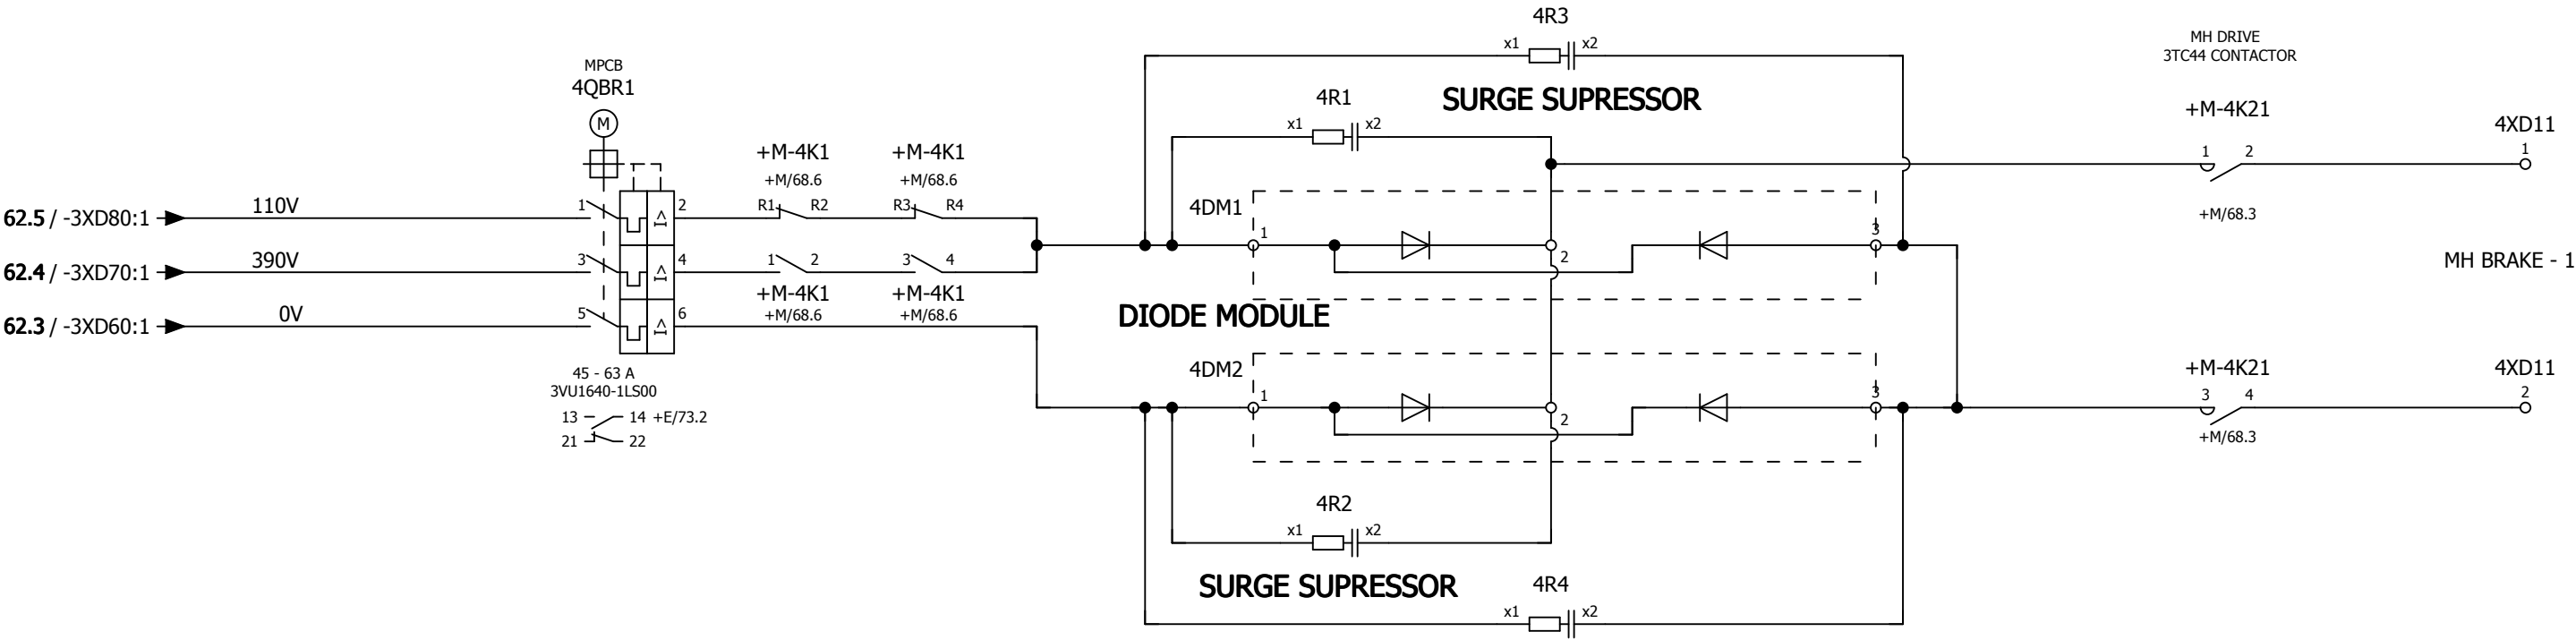 4R3
x1 x2
MH DRIVE
3TC44 CONTACTOR
MPCB
4QBR1
M
4R1
SURGE SUPRESSOR
x1 x2
+M-4K21
4XD11
1 2
1
+M-4K1 +M-4K1
+M/68.6 +M/68.6
62.5 / -3XD80:1 110V 1 I> 2 R1 R2 R3 R4
4DM1
+M/68.3
1 2 3
62.4 / -3XD70:1 390V 3 I> 4 1 2 3 4
MH BRAKE - 1
+M-4K1 +M-4K1
+M/68.6 +M/68.6
62.3 / -3XD60:1 0V 5 I> 6
DIODE MODULE
45 - 63 A
3VU1640-1LS00
13 14 +E/73.2
21 22
4DM2
1 2 3
+M-4K21
4XD11
3 4
2
+M/68.3
4R2
x1 x2
SURGE SUPRESSOR
4R4
x1 x2